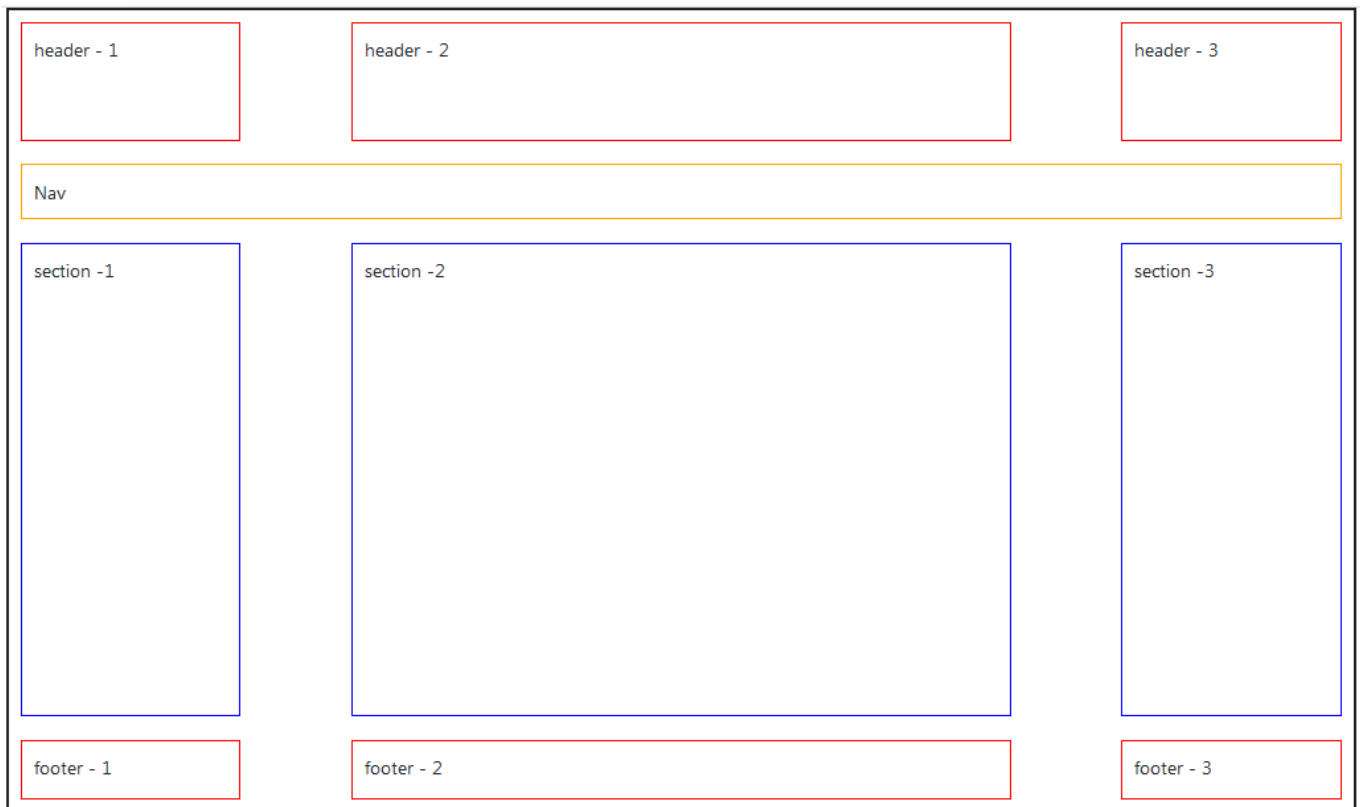 header - 1
header - 2
header - 3
Nav
section -1
section -2
section -3
footer - 1
footer - 2
footer - 3